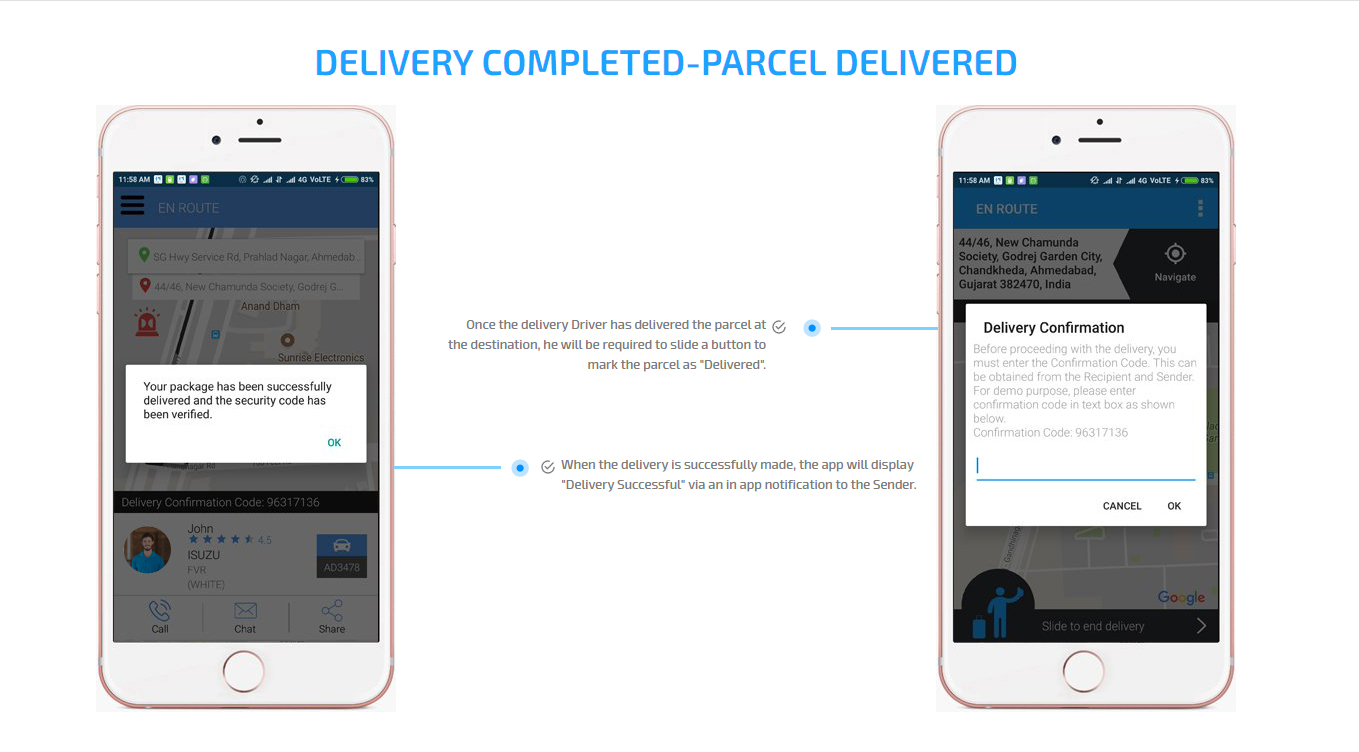 DELIVERY COMPLETED-PARCEL DELIVERED
11:58 AM
4G VoLTE
83%
EN ROUTE
SG Hwy Service Rd, Prahlad Nagar, Ahmedab...
44/46, New Chamunda Society, Godrej G...
Anand Dham
Sunrise Electronics
Your package has been successfully
delivered and the security code has
been verified.
OK
Delivery Confirmation Code: 96317136
John
4.5
ISUZU
FVR
(WHITE)
AD3478
Call
Chat
Share
Once the delivery Driver has delivered the parcel at
the destination, he will be required to slide a button to
mark the parcel as "Delivered".
When the delivery is successfully made, the app will display
"Delivery Successful" via an in app notification to the Sender.
11:58 AM
4G VoLTE
83%
EN ROUTE
44/46, New Chamunda
Society, Godrej Garden City,
Chandkheda, Ahmedabad,
Gujarat 382470, India
Navigate
Delivery Confirmation
Before proceeding with the delivery, you
must enter the Confirmation Code. This can
be obtained from the Recipient and Sender.
For demo purpose, please enter
confirmation code in text box as shown
below.
Confirmation Code: 96317136
CANCEL
OK
Google
Slide to end delivery